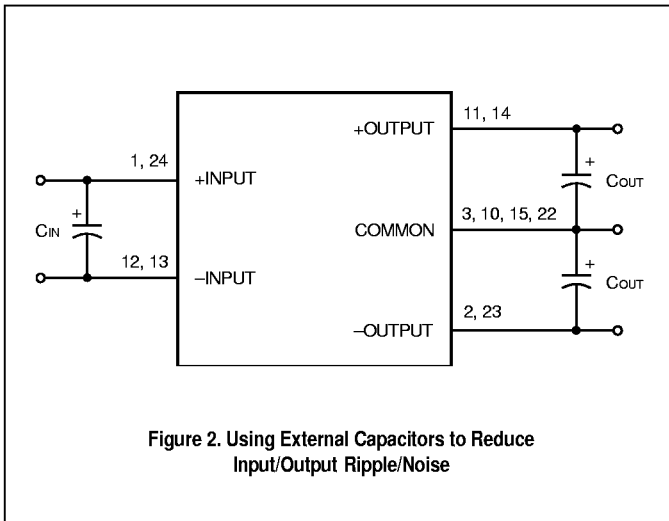 11, 14
+OUTPUT
1, 24
+
+INPUT
COUT
3, 10, 15, 22
+
CIN
COMMON
12, 13
+
–INPUT
COUT
2, 23
–OUTPUT
Figure 2. Using External Capacitors to Reduce
Input/Output Ripple/Noise